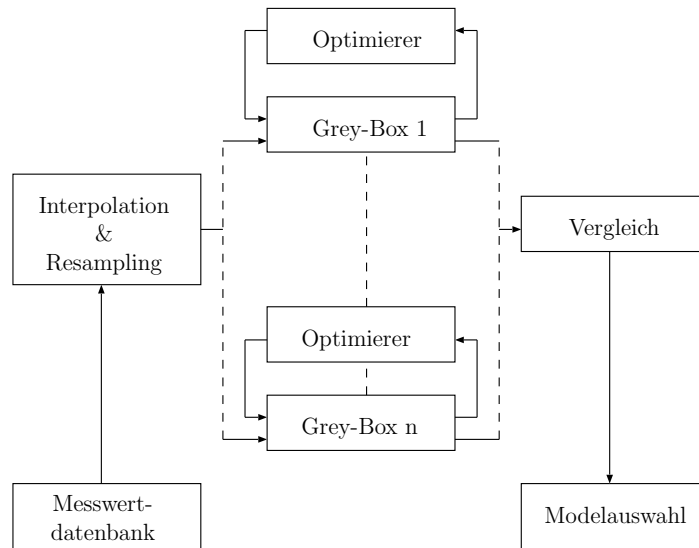 Optimierer
Grey-Box 1
Interpolation
&
Resampling
Vergleich
Optimierer
Grey-Box n
Messwert-
datenbank
Modelauswahl